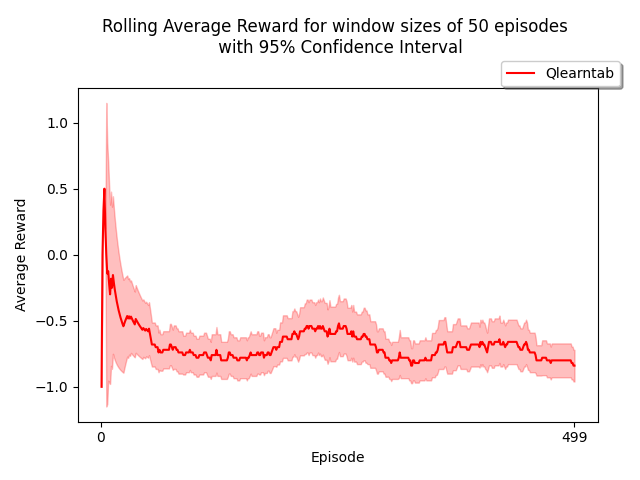 Rolling Average Reward for window sizes of 50 episodes
with 95% Confidence Interval
Qlearntab
1.0
0.5
0.0
−0.5
−1.0
Average Reward
0
499
Episode